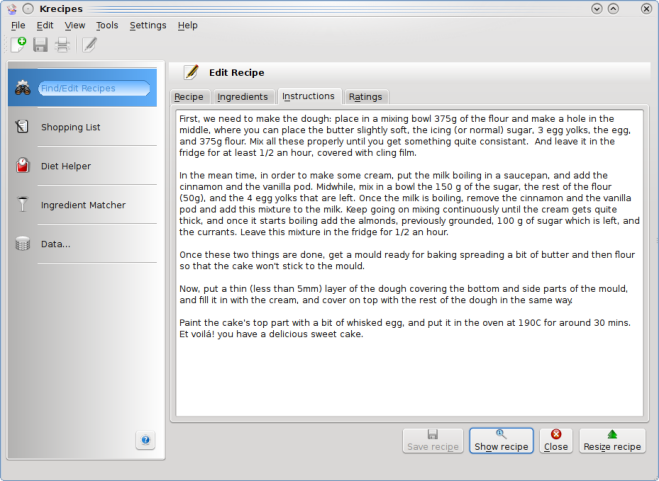 Krecipes
File Edit View Tools Settings Help
Edit Recipe
Find/Edit Recipes
Shopping List
Diet Helper
Ingredient Matcher
Data...
Recipe Ingredients Instructions Ratings
First, we need to make the dough: place in a mixing bowl 375g of the flour and make a hole in the
middle, where you can place the butter slightly soft, the icing (or normal) sugar, 3 egg yolks, the egg,
and 375g flour. Mix all these properly until you get something quite consistant. And leave it in the
fridge for at least 1/2 an hour, covered with cling film.
In the mean time, in order to make some cream, put the milk boiling in a saucepan, and add the
cinnamon and the vanilla pod. Midwhile, mix in a bowl the 150 g of the sugar, the rest of the flour
(50g), and the 4 egg yolks that are left. Once the milk is boiling, remove the cinnamon and the vanilla
pod and add this mixture to the milk. Keep going on mixing continuously until the cream gets quite
thick, and once it starts boiling add the almonds, previously grounded, 100 g of sugar which is left, and
the currants. Leave this mixture in the fridge for 1/2 an hour.
Once these two things are done, get a mould ready for baking spreading a bit of butter and then flour
so that the cake won't stick to the mould.
Now, put a thin (less than 5mm) layer of the dough covering the bottom and side parts of the mould,
and fill it in with the cream, and cover on top with the rest of the dough in the same way.
Paint the cake's top part with a bit of whisked egg, and put it in the oven at 190C for around 30 mins.
Et voilá! you have a delicious sweet cake.
Save recipe Show recipe Close Resize recipe